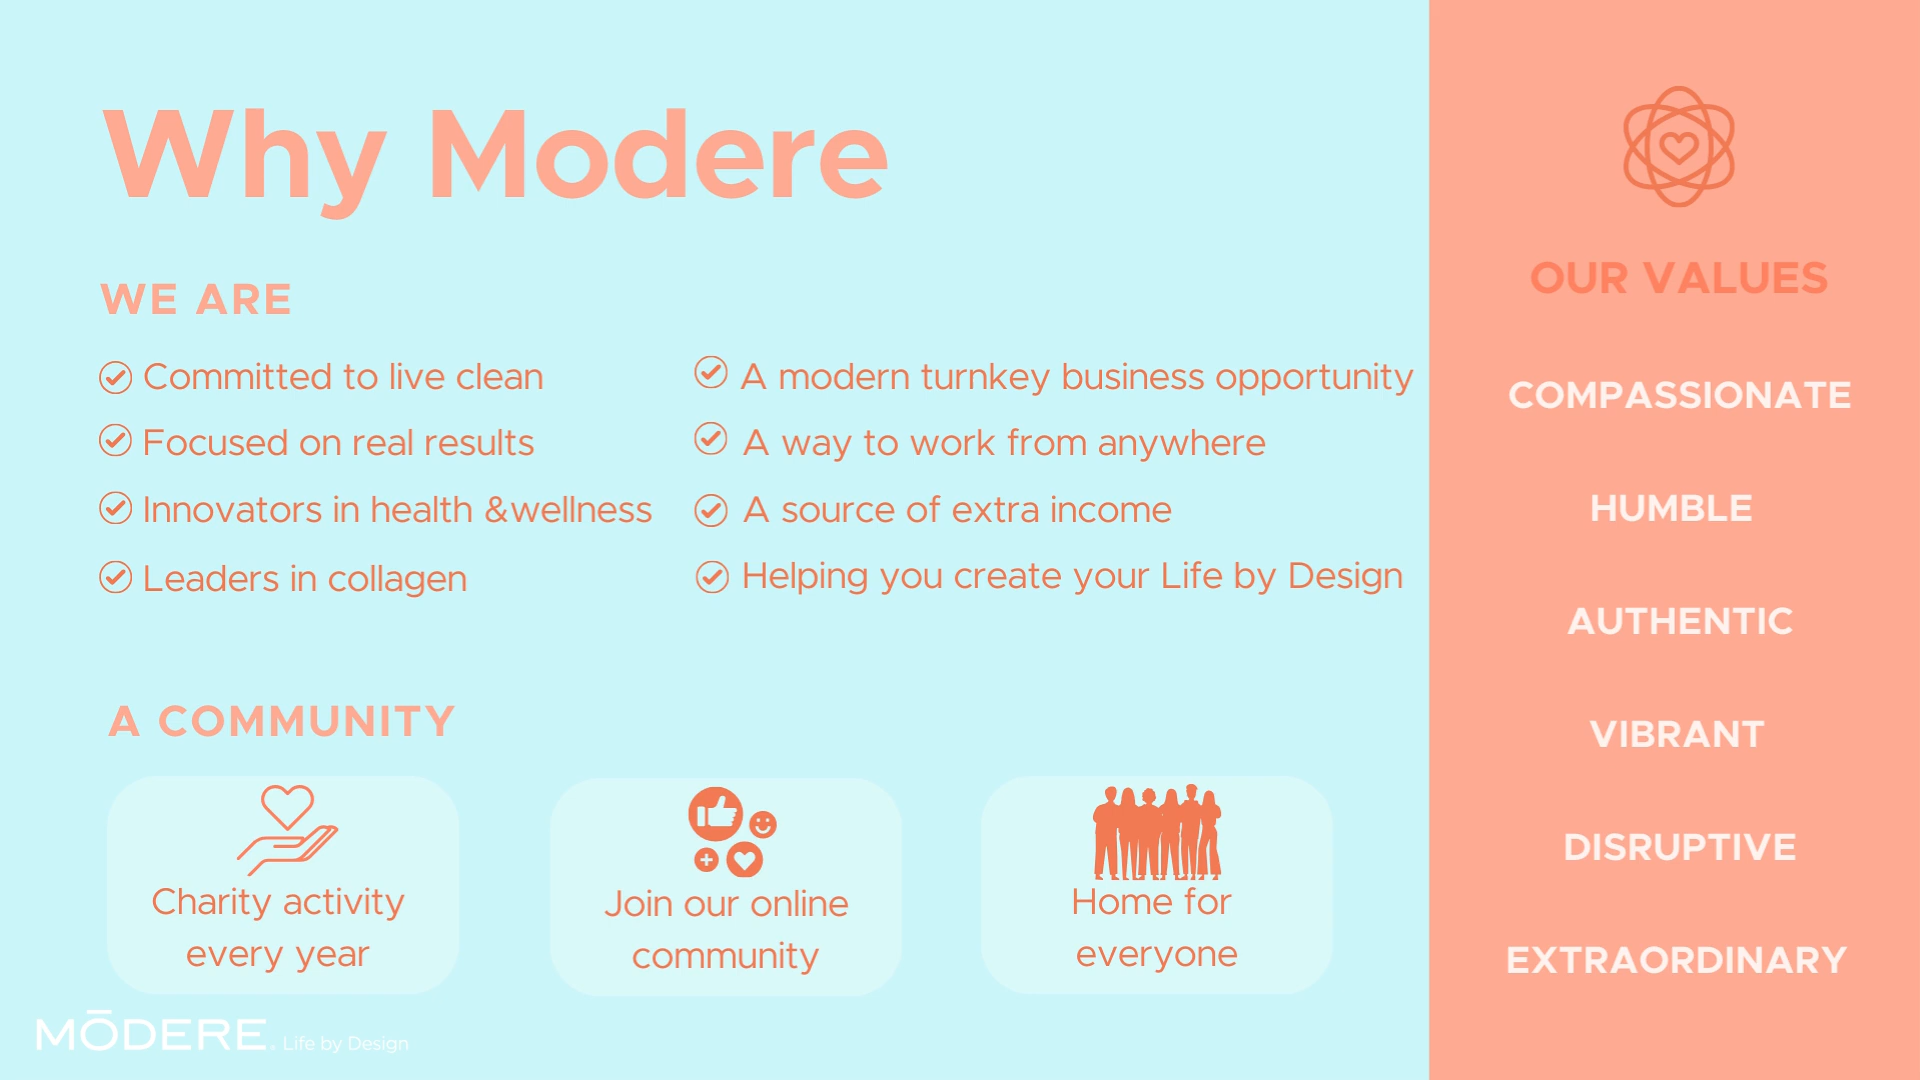 Why Modere
WE ARE
Committed to live clean
Focused on real results
Innovators in health &wellness
Leaders in collagen
A modern turnkey business opportunity
A way to work from anywhere
A source of extra income
Helping you create your Life by Design
A COMMUNITY
Charity activity
every year
Join our online
community
Home for
everyone
MŌDERE. Life by Design
OUR VALUES
COMPASSIONATE
HUMBLE
AUTHENTIC
VIBRANT
DISRUPTIVE
EXTRAORDINARY